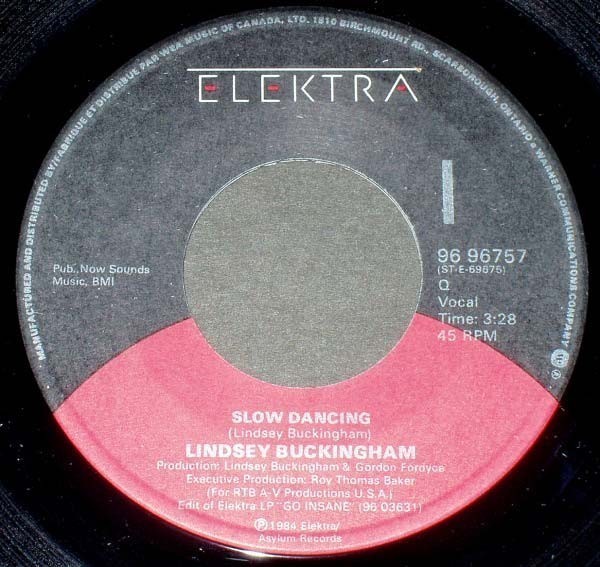 MANUFACTURED AND DISTRIBUTED BY/FABRIQUE ET DISTRIBUE PAR WEA MUSIC OF CANADA, LTD. 1810 BIRCHMOUNT RD., SCARBOROUGH, ONTARIO • WARNER COMMUNICATIONS COMPANY
ELEKTRA
96 96757
(ST-E-69675)
Pub. Now Sounds
Music, BMI
Q
Vocal
Time: 3:28
45 RPM
SLOW DANCING
(Lindsey Buckingham)
LINDSEY BUCKINGHAM
Production: Lindsey Buckingham & Gordon Fordyce
Executive Production: Roy Thomas Baker
(For RTB A-V Productions U.S.A.)
Edit of Elektra LP "GO INSANE" (96 03631)
℗ 1984 Elektra/
Asylum Records